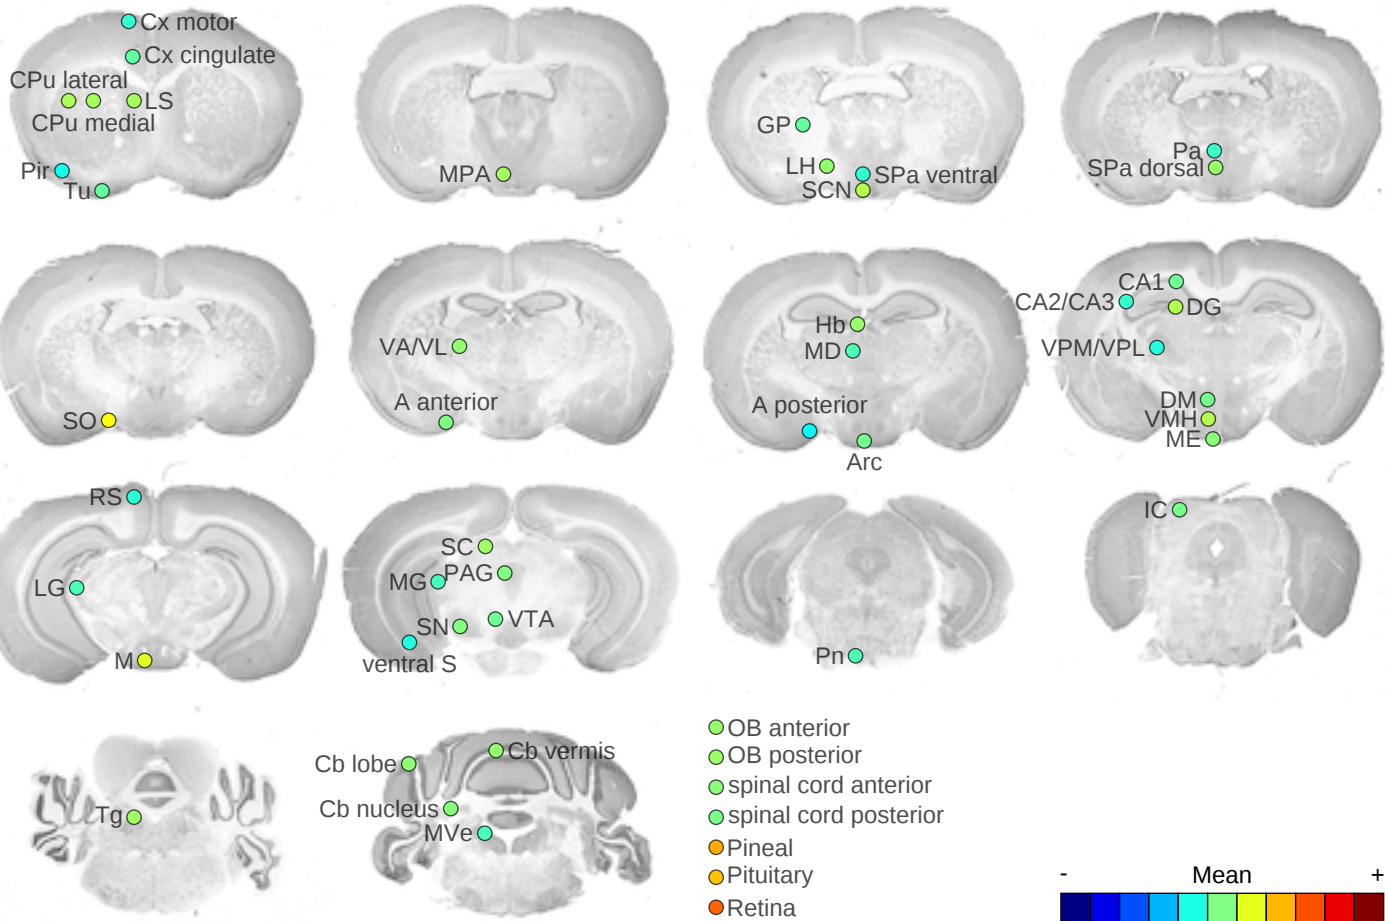 Cx motor
Cx cingulate
CPu lateral
LS
CPu medial
Pir
Tu
MPA
GP
LH
SPa ventral
SCN
Pa
SPa dorsal
SO
VA/VL
A anterior
Hb
MD
A posterior
Arc
CA1
CA2/CA3
DG
VPM/VPL
DM
VMH
ME
RS
LG
M
SC
MG
PAG
SN
VTA
ventral S
Pn
IC
Tg
Cb lobe
Cb vermis
Cb nucleus
MVe
OB anterior
OB posterior
spinal cord anterior
spinal cord posterior
Pineal
Pituitary
Retina
- Mean +